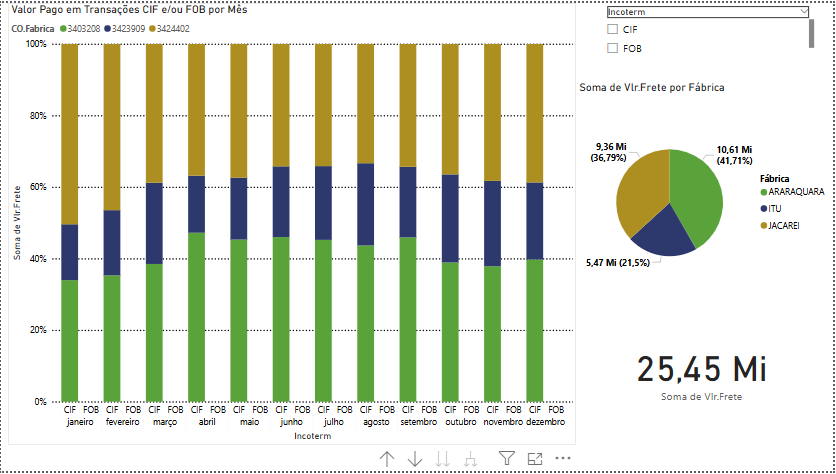 Valor Pago em Transações CIF e/ou FOB por Mês
CO.Fabrica 3403208 3423909 3424402
100%
80%
60%
40%
20%
0%
Soma de Vlr.Frete
CIF FOB CIF FOB CIF FOB CIF FOB CIF FOB CIF FOB CIF FOB CIF FOB CIF FOB CIF FOB CIF FOB CIF FOB
janeiro fevereiro março abril maio junho julho agosto setembro outubro novembro dezembro
Incoterm
Incoterm
CIF
FOB
Soma de Vlr.Frete por Fábrica
9,36 Mi
(36,79%)
10,61 Mi
(41,71%)
5,47 Mi (21,5%)
Fábrica
ARARAQUARA
ITU
JACAREI
25,45 Mi
Soma de Vlr.Frete